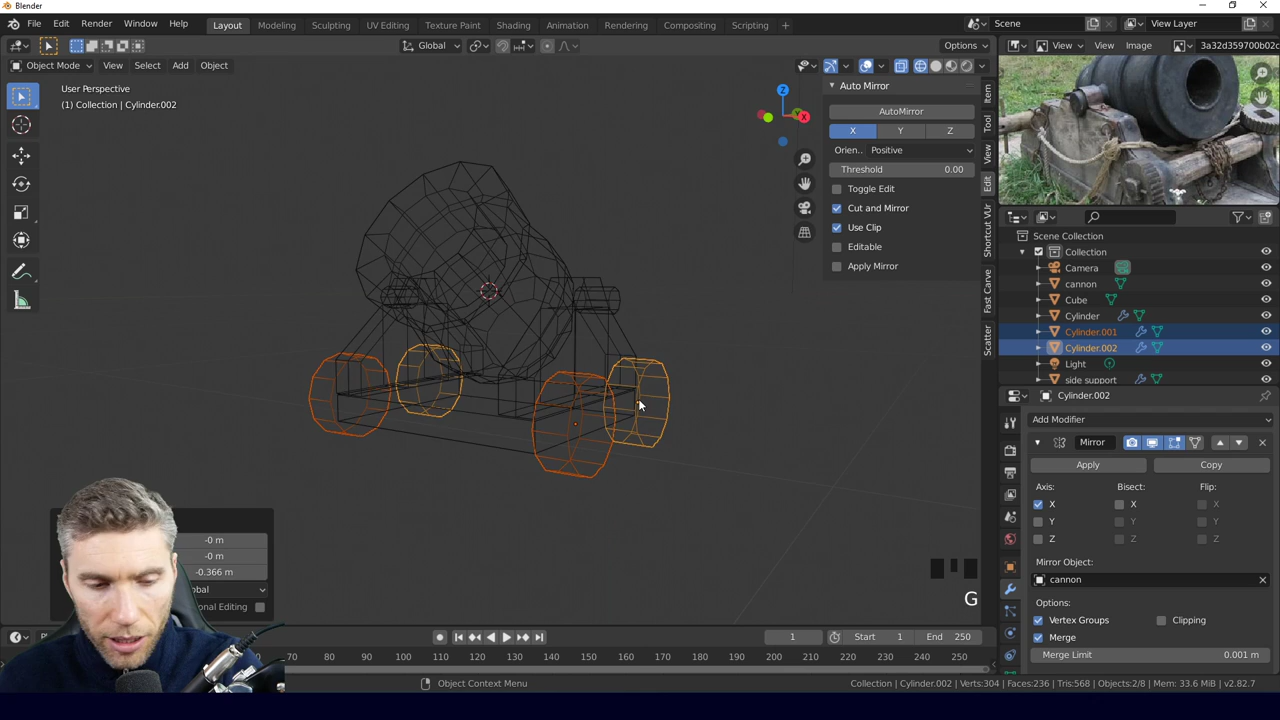 Blender
File Edit Render Window Help
Layout Modeling Sculpting UV Editing Texture Paint Shading Animation Rendering Compositing Scripting +
Scene View Layer
Global Options
View View Image 3a32d359700b02c
Object Mode View Select Add Object
User Perspective
(1) Collection | Cylinder.002
Auto Mirror
AutoMirror
X Y Z
Orien.. Positive
Threshold 0.00
Toggle Edit
Cut and Mirror
Use Clip
Editable
Apply Mirror
Item
Tool
View
Edit
Shortcut VUr
Fast Carve
Scatter
Z
X
Scene Collection
Collection
Camera
cannon
Cube
Cylinder
Cylinder.001
Cylinder.002
Light
side support
Cylinder.002
Add Modifier
Mirror
Apply Copy
Axis: Bisect: Flip:
X X X
Y Y Y
Z Z Z
Mirror Object:
cannon
Options:
Vertex Groups Clipping
Merge
Merge Limit 0.001 m
-0 m
-0 m
-0.366 m
G
1 Start 1 End 250
70 80 90 100 110 120 130 140 150 160 170 180 190 200 210 220 230 240 250
Object Context Menu
Collection | Cylinder.002 | Verts:304 | Faces:236 | Tris:568 | Objects:2/8 | Mem: 33.6 MiB | v2.82.7